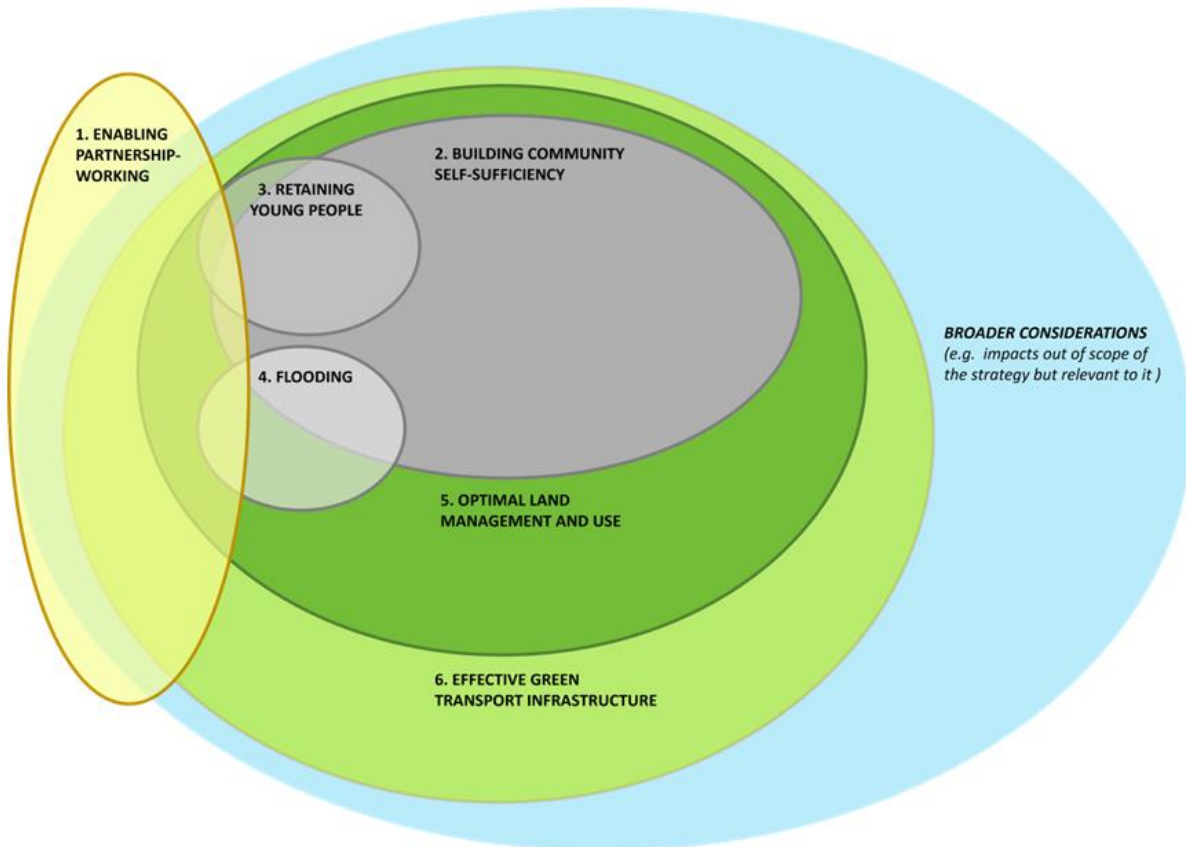 1. ENABLING
PARTNERSHIP-
WORKING
2. BUILDING COMMUNITY
SELF-SUFFICIENCY
3. RETAINING
YOUNG PEOPLE
4. FLOODING
BROADER CONSIDERATIONS
(e.g. impacts out of scope of
the strategy but relevant to it )
5. OPTIMAL LAND
MANAGEMENT AND USE
6. EFFECTIVE GREEN
TRANSPORT INFRASTRUCTURE